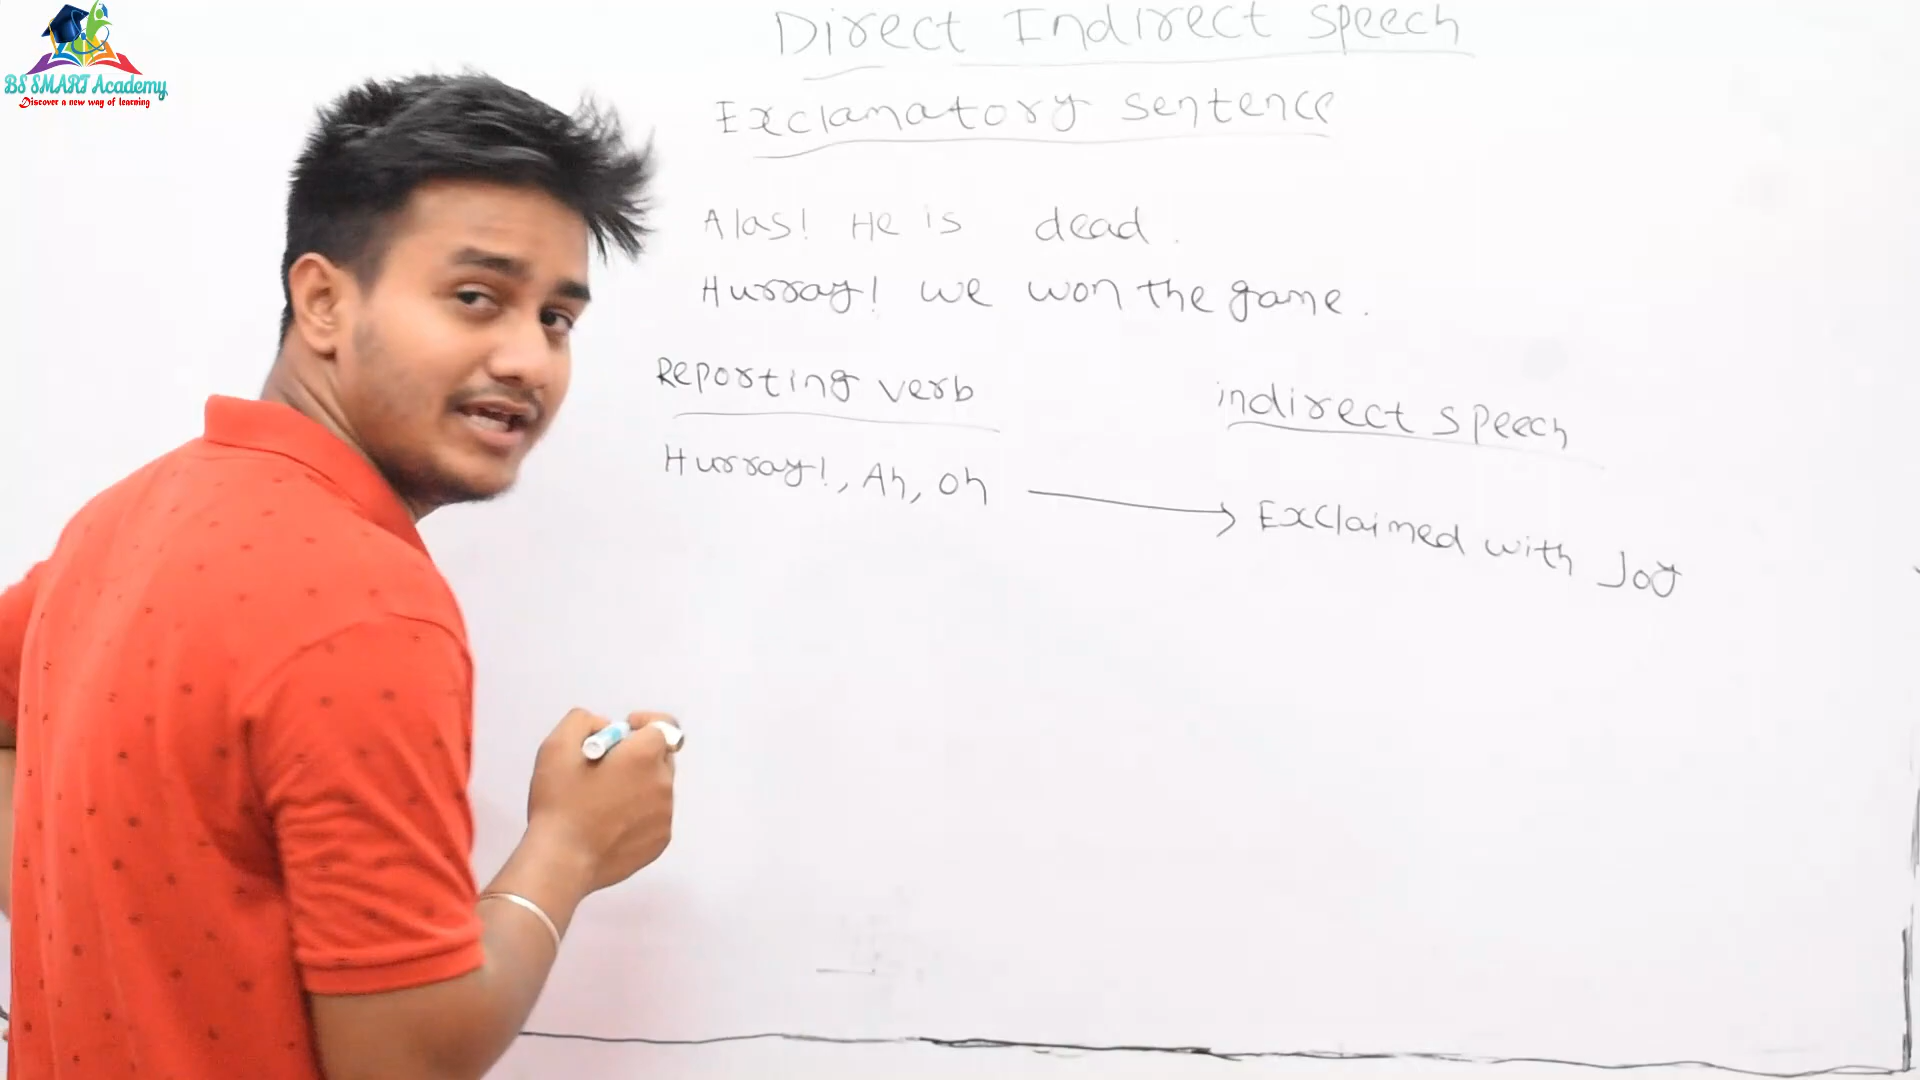 BS SMART Academy
Discover a new way of learning
Direct Indirect speech
Exclamatory sentence
Alas! He is dead.
Hurray! we won the game.
Reporting verb
indirect speech
Hurray!, Ah, Oh → Exclaimed with Joy